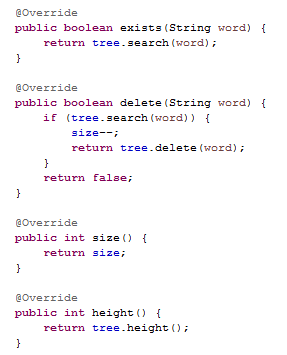 @Override
public boolean exists(String word) {
    return tree.search(word);
}

@Override
public boolean delete(String word) {
    if (tree.search(word)) {
        size--;
        return tree.delete(word);
    }
    return false;
}

@Override
public int size() {
    return size;
}

@Override
public int height() {
    return tree.height();
}